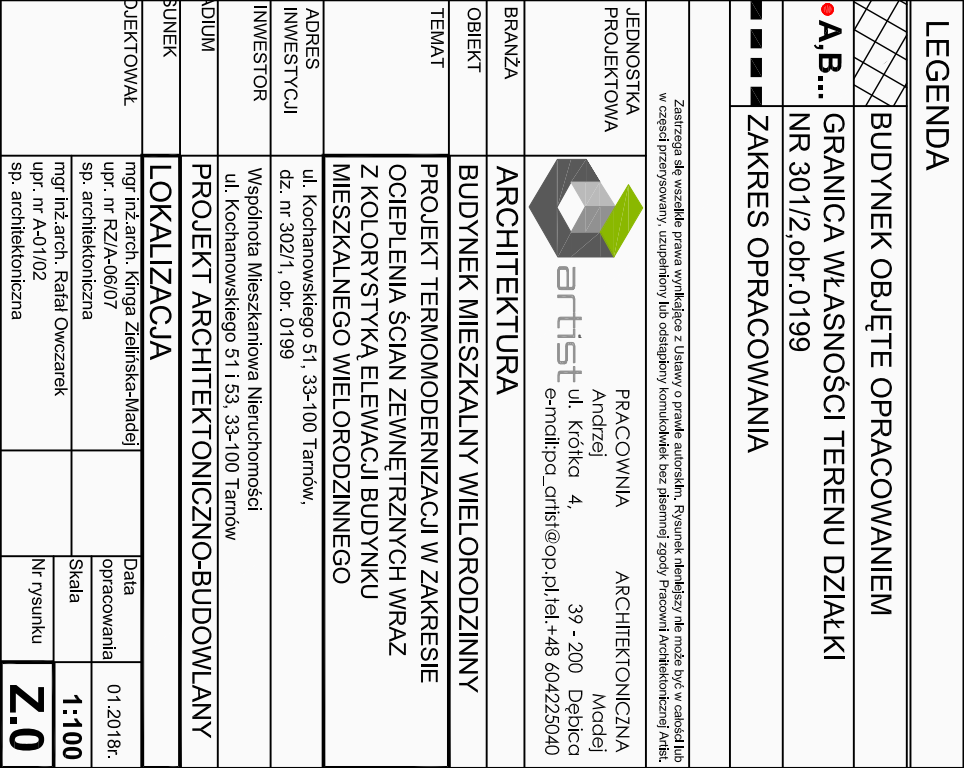 LEGENDA
BUDYNEK OBJĘTE OPRACOWANIEM
A,B...
GRANICA WŁASNOŚCI TERENU DZIAŁKI
NR 301/2,obr.0199
ZAKRES OPRACOWANIA
Zastrzega się wszelkie prawa wynikające z Ustawy o prawie autorskim. Rysunek nieniejszy nie może być w całości lub
w części przerysowany, uzupełniony lub odstąpiony komukolwiek bez pisemnej zgody Pracowni Architektonicznej Artist.
JEDNOSTKA
PROJEKTOWA
artist
PRACOWNIA ARCHITEKTONICZNA
Andrzej Madej
ul. Krótka 4, 39 - 200 Dębica
e-mail:pa_artist@op.pl,tel.+48 604225040
BRANŻA
ARCHITEKTURA
OBIEKT
BUDYNEK MIESZKALNY WIELORODZINNY
TEMAT
PROJEKT TERMOMODERNIZACJI W ZAKRESIE
OCIEPLENIA ŚCIAN ZEWNĘTRZNYCH WRAZ
Z KOLORYSTYKĄ ELEWACJI BUDYNKU
MIESZKALNEGO WIELORODZINNEGO
ADRES
INWESTYCJI
ul. Kochanowskiego 51, 33-100 Tarnów,
dz. nr 302/1, obr. 0199
INWESTOR
Wspólnota Mieszkaniowa Nieruchomości
ul. Kochanowskiego 51 i 53, 33-100 Tarnów
ADIUM
PROJEKT ARCHITEKTONICZNO-BUDOWLANY
SUNEK
LOKALIZACJA
OJEKTOWAŁ
mgr inż.arch. Kinga Zielińska-Madej
upr. nr RZ/A-06/07
sp. architektoniczna
mgr inż.arch. Rafał Owczarek
upr. nr A-01/02
sp. architektoniczna
Data
opracowania
01.2018r.
Skala
1:100
Nr rysunku
Z.0